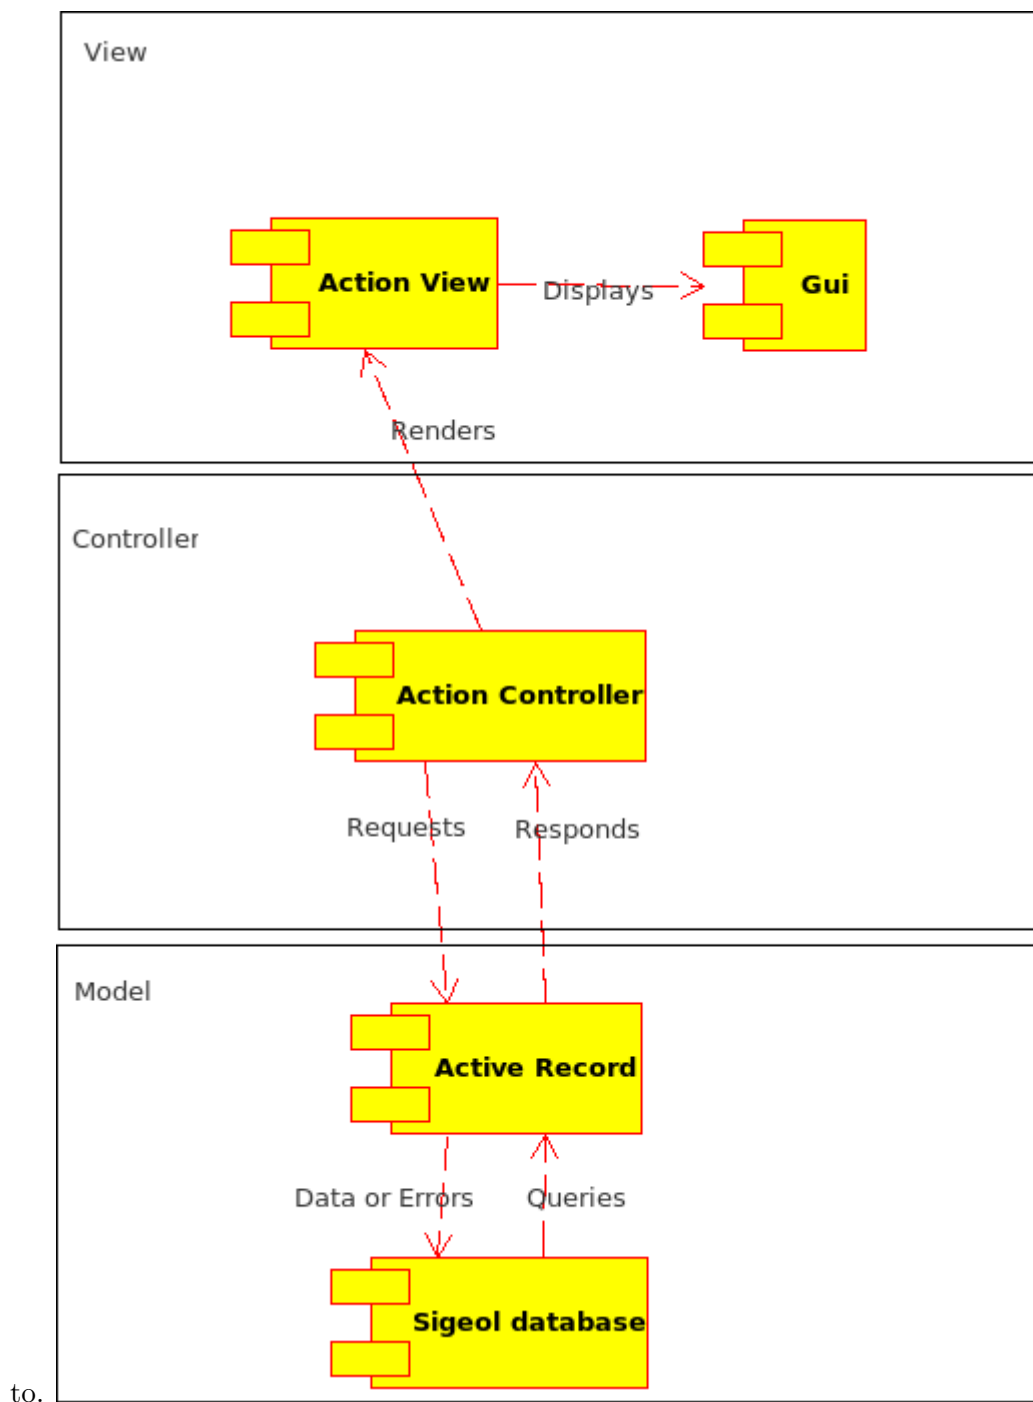 View
Action View
Displays
Gui
Renders
Controller
Action Controller
Requests
Responds
Model
Active Record
Data or Errors
Queries
Sigeol database
to.